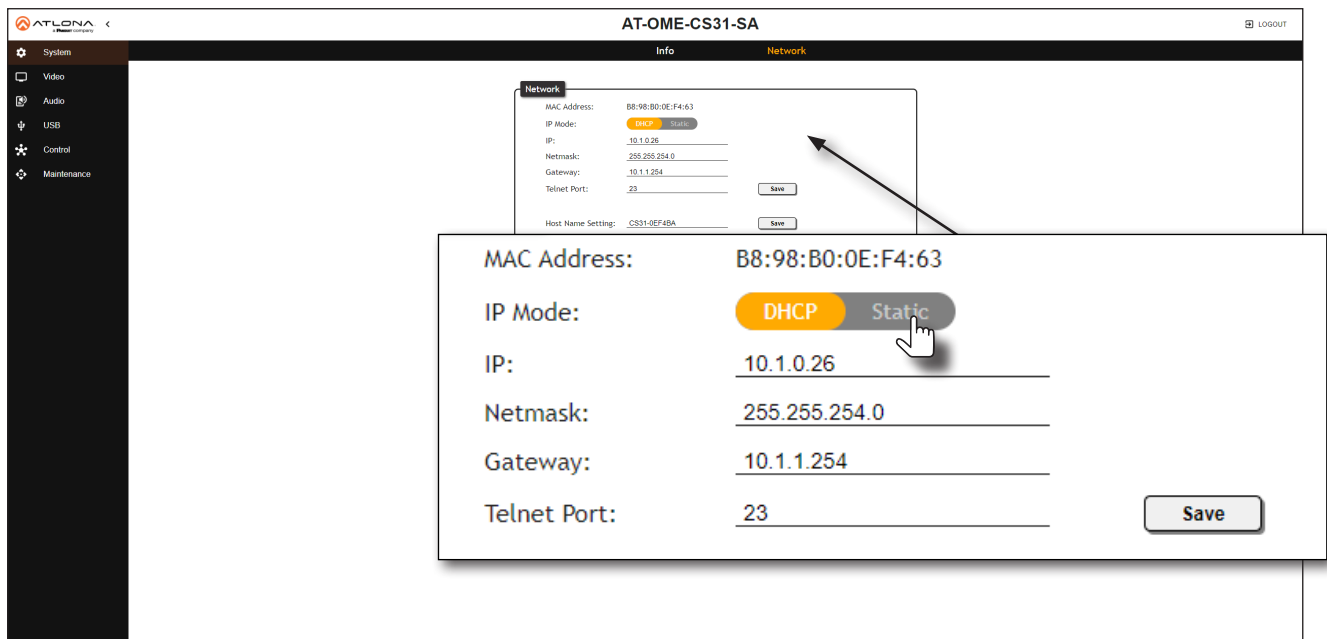 ATLONA
a Panduit company
AT-OME-CS31-SA
LOGOUT
System
Video
Audio
USB
Control
Maintenance
Info Network
Network
MAC Address: B8:98:B0:0E:F4:63
IP Mode: DHCP Static
IP: 10.1.0.26
Netmask: 255.255.254.0
Gateway: 10.1.1.254
Telnet Port: 23 Save
Host Name Setting: CS31-0EF4BA Save
MAC Address: B8:98:B0:0E:F4:63
IP Mode: DHCP Static
IP: 10.1.0.26
Netmask: 255.255.254.0
Gateway: 10.1.1.254
Telnet Port: 23 Save